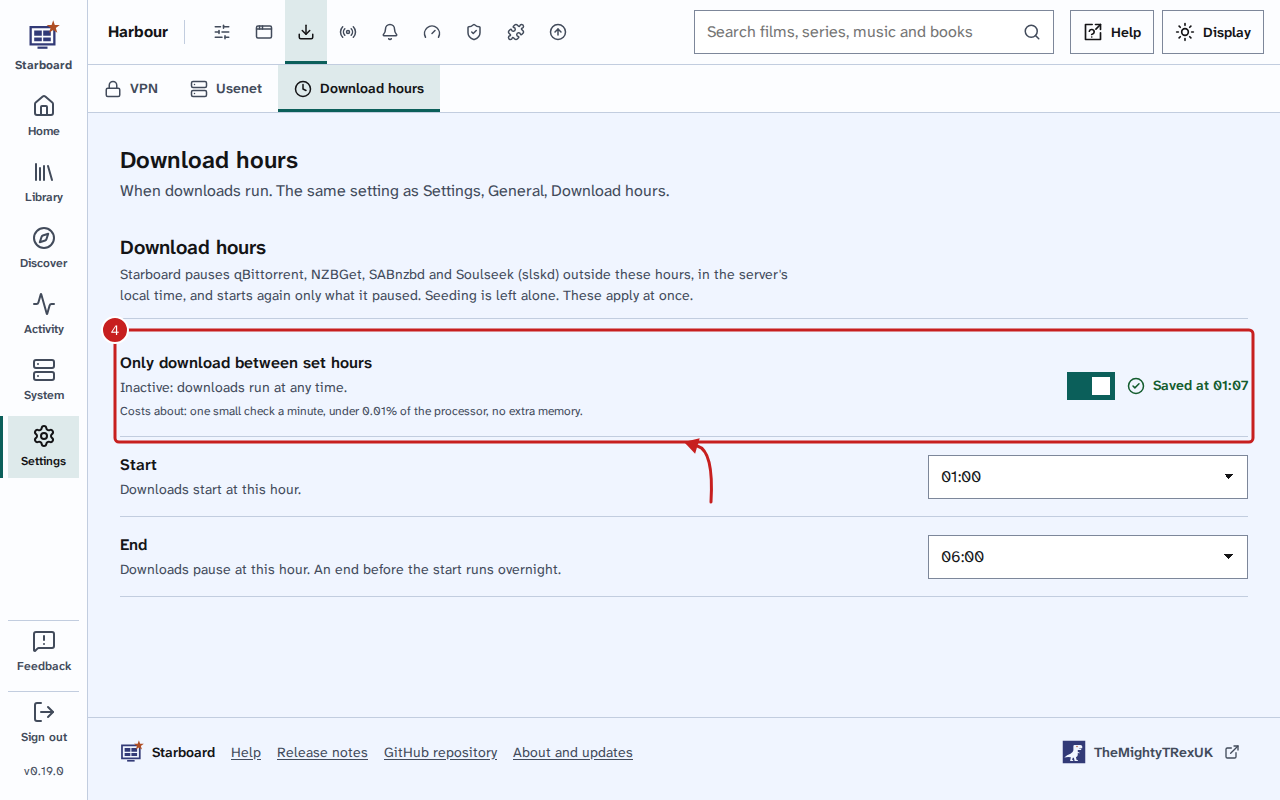 Starboard
Home
Library
Discover
Activity
System
Settings
Feedback
Sign out
v0.19.0
Harbour
Search films, series, music and books
Help
Display
VPN
Usenet
Download hours
Download hours
When downloads run. The same setting as Settings, General, Download hours.
Download hours
Starboard pauses qBittorrent, NZBGet, SABnzbd and Soulseek (slskd) outside these hours, in the server's
local time, and starts again only what it paused. Seeding is left alone. These apply at once.
4
Only download between set hours
Inactive: downloads run at any time.
Costs about: one small check a minute, under 0.01% of the processor, no extra memory.
Saved at 01:07
Start
Downloads start at this hour.
01:00
End
Downloads pause at this hour. An end before the start runs overnight.
06:00
Starboard
Help
Release notes
GitHub repository
About and updates
TheMightyTRexUK